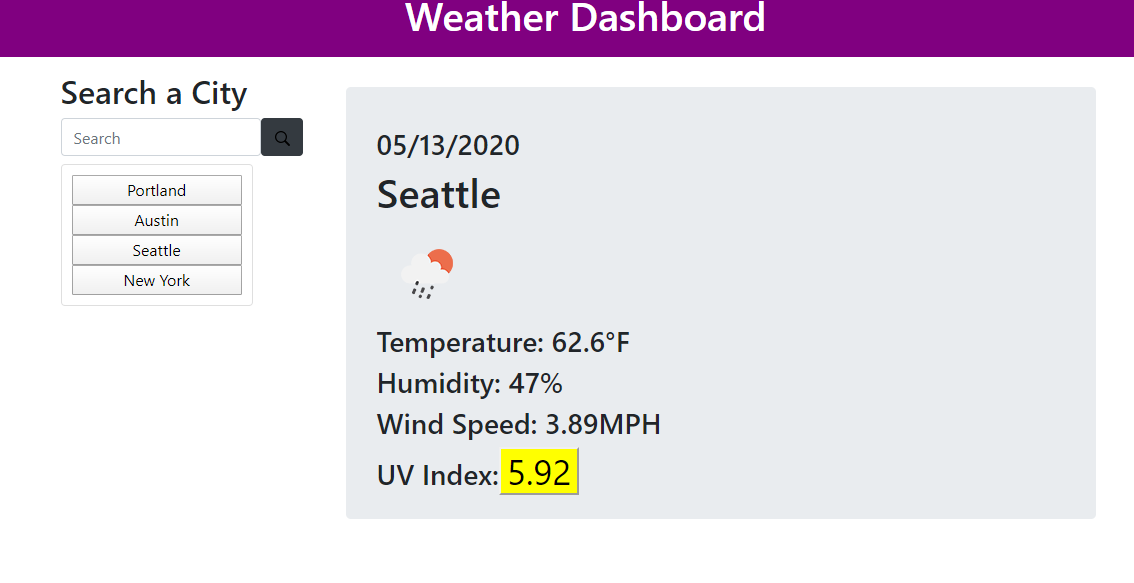 Weather Dashboard
Search a City
Search
Portland
Austin
Seattle
New York
05/13/2020
Seattle
Temperature: 62.6°F
Humidity: 47%
Wind Speed: 3.89MPH
UV Index: 5.92